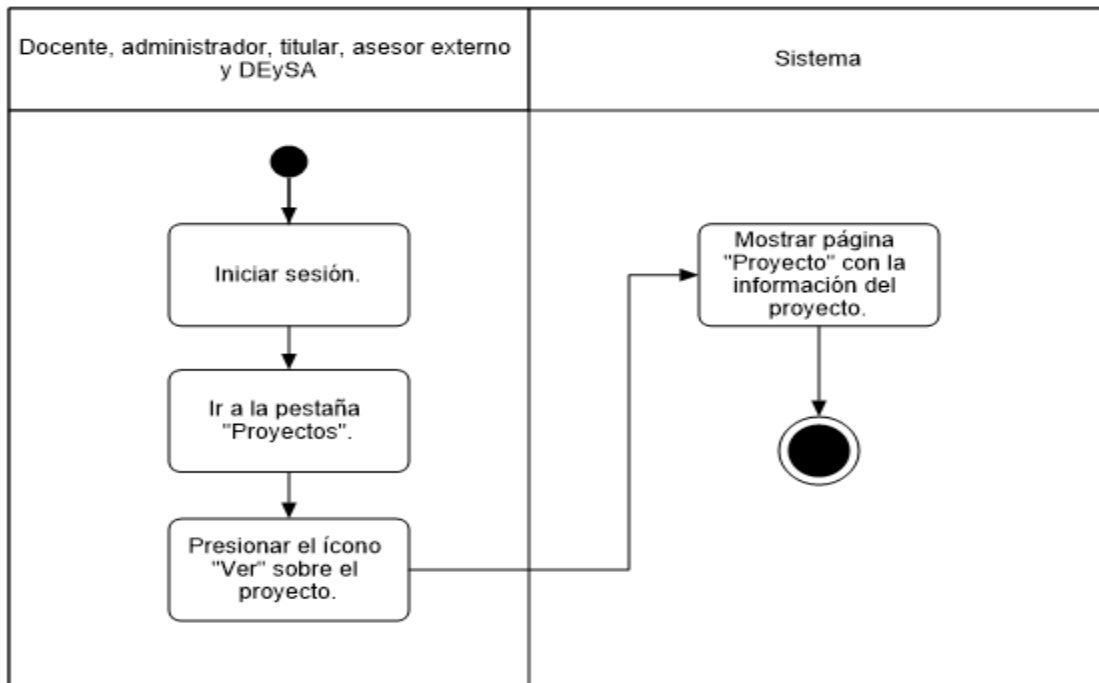 Docente, administrador, titular, asesor externo
y DEySA
Sistema
Iniciar sesión.
Ir a la pestaña
"Proyectos".
Presionar el ícono
"Ver" sobre el
proyecto.
Mostrar página
"Proyecto" con la
información del
proyecto.